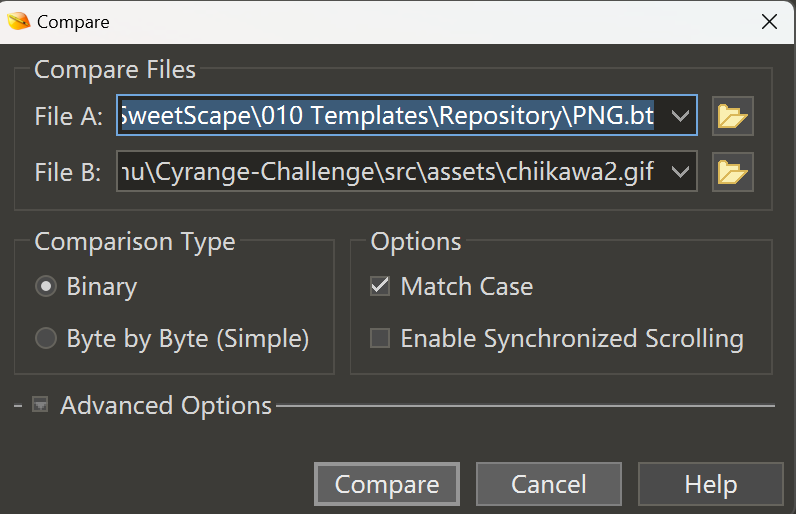 Compare
Compare Files
File A: SweetScape\010 Templates\Repository\PNG.bt
File B: \Cyrange-Challenge\src\assets\chiikawa2.gif
Comparison Type
Options
Binary
Match Case
Byte by Byte (Simple)
Enable Synchronized Scrolling
Advanced Options
Compare
Cancel
Help